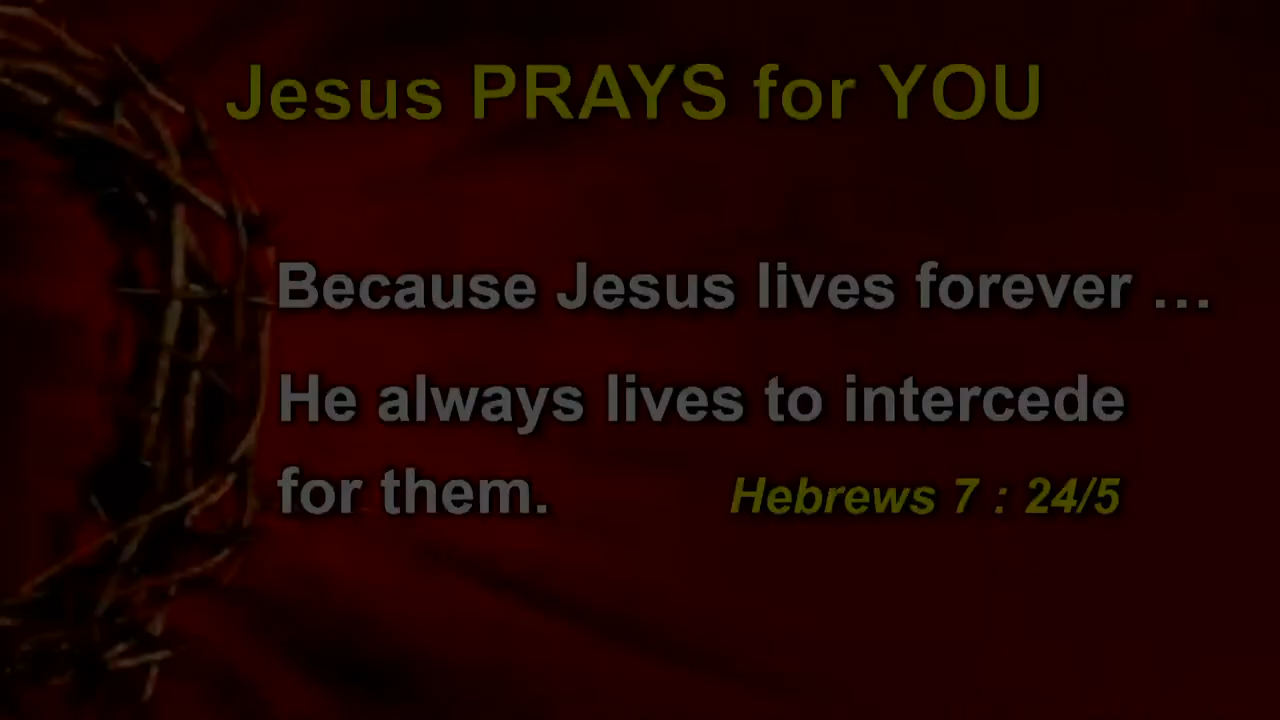 Jesus PRAYS for YOU
Because Jesus lives forever …
He always lives to intercede
for them. Hebrews 7 : 24/5